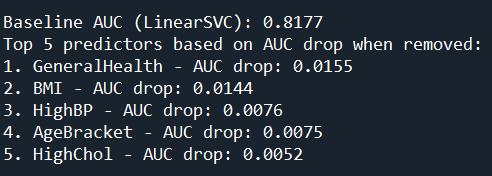 Baseline AUC (LinearSVC): 0.8177
Top 5 predictors based on AUC drop when removed:
1. GeneralHealth - AUC drop: 0.0155
2. BMI - AUC drop: 0.0144
3. HighBP - AUC drop: 0.0076
4. AgeBracket - AUC drop: 0.0075
5. HighChol - AUC drop: 0.0052